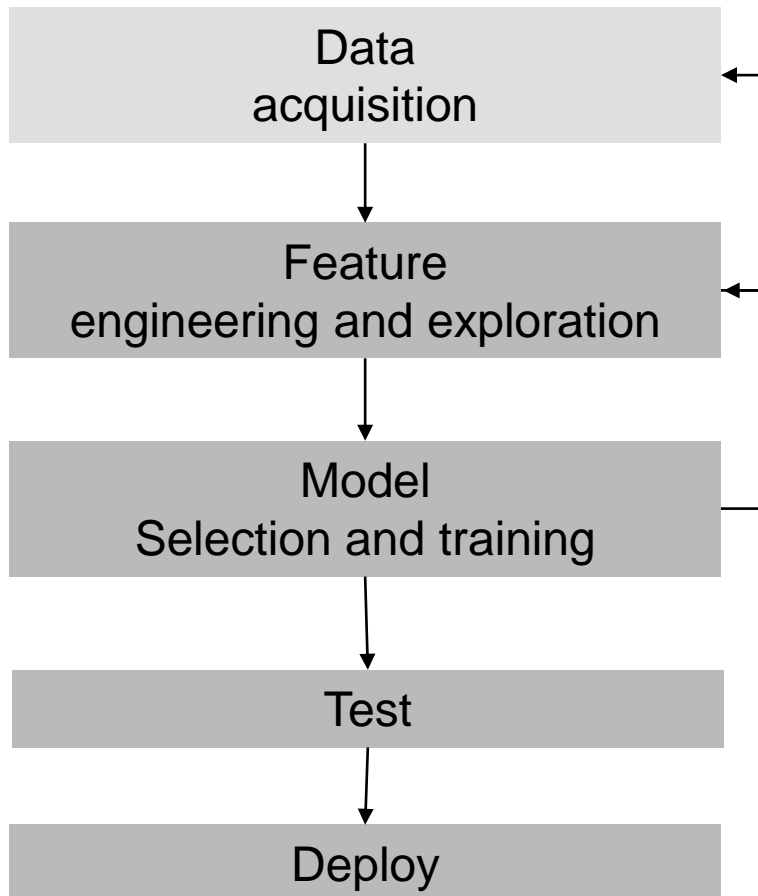 Data
acquisition
Feature
engineering and exploration
Model
Selection and training
Test
Deploy